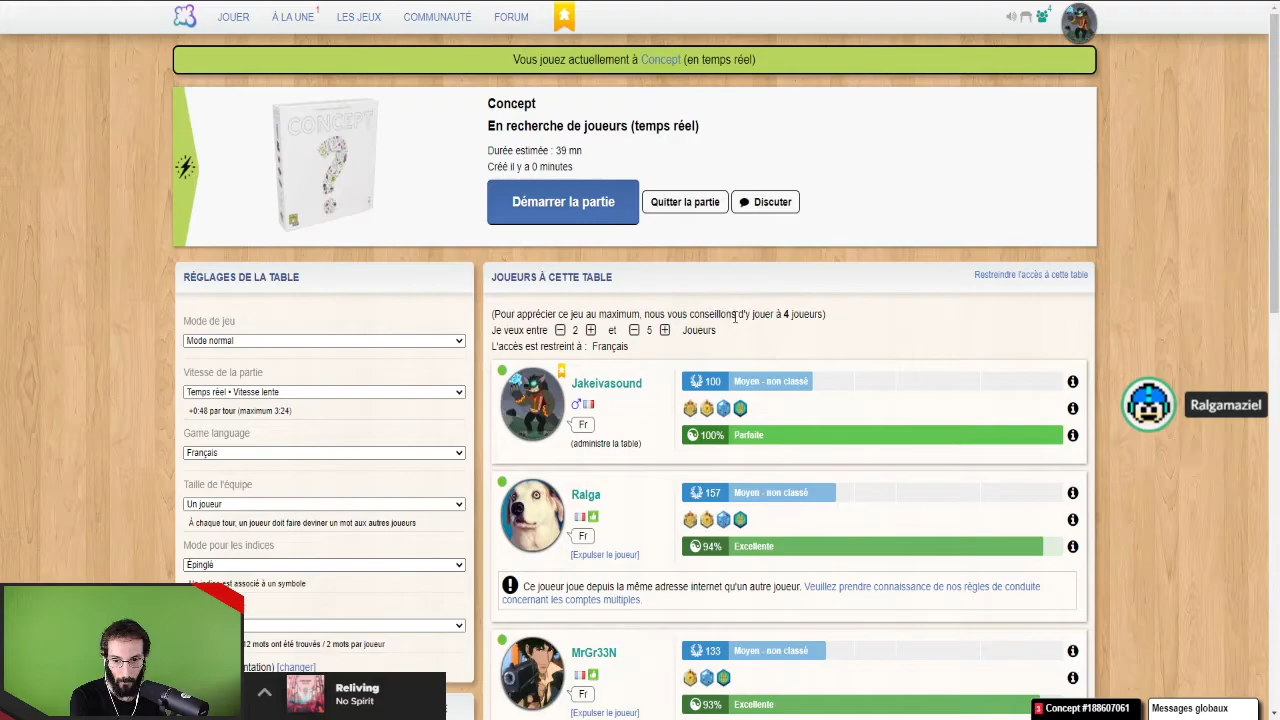 JOUER
À LA UNE 1
LES JEUX
COMMUNAUTÉ
FORUM
4
Vous jouez actuellement à Concept (en temps réel)
CONCEPT
?
Concept
En recherche de joueurs (temps réel)
Durée estimée : 39 mn
Créé il y a 0 minutes
Démarrer la partie
Quitter la partie
Discuter
RÉGLAGES DE LA TABLE
Mode de jeu
Mode normal
Vitesse de la partie
Temps réel • Vitesse lente
+0:48 par tour (maximum 3:24)
Game language
Français
Taille de l'équipe
Un joueur
À chaque tour, un joueur doit faire deviner un mot aux autres joueurs
Mode pour les indices
Épinglé
Un indice est associé à un symbole
2 mots ont été trouvés / 2 mots par joueur
[changer]
JOUEURS À CETTE TABLE
Restreindre l'accès à cette table
(Pour apprécier ce jeu au maximum, nous vous conseillons d'y jouer à 4 joueurs)
Je veux entre 2 et 5 Joueurs
L'accès est restreint à : Français
Jakeivasound
Fr
(administre la table)
100 Moyen - non classé
100% Parfaite
Ralga
Fr
[Expulser le joueur]
157 Moyen - non classé
94% Excellente
Ce joueur joue depuis la même adresse internet qu'un autre joueur. Veuillez prendre connaissance de nos règles de conduite
concernant les comptes multiples.
MrGr33N
Fr
[Expulser le joueur]
133 Moyen - non classé
93% Excellente
Ralgamaziel
Reliving
No Spirit
3 Concept #188607061
Messages globaux